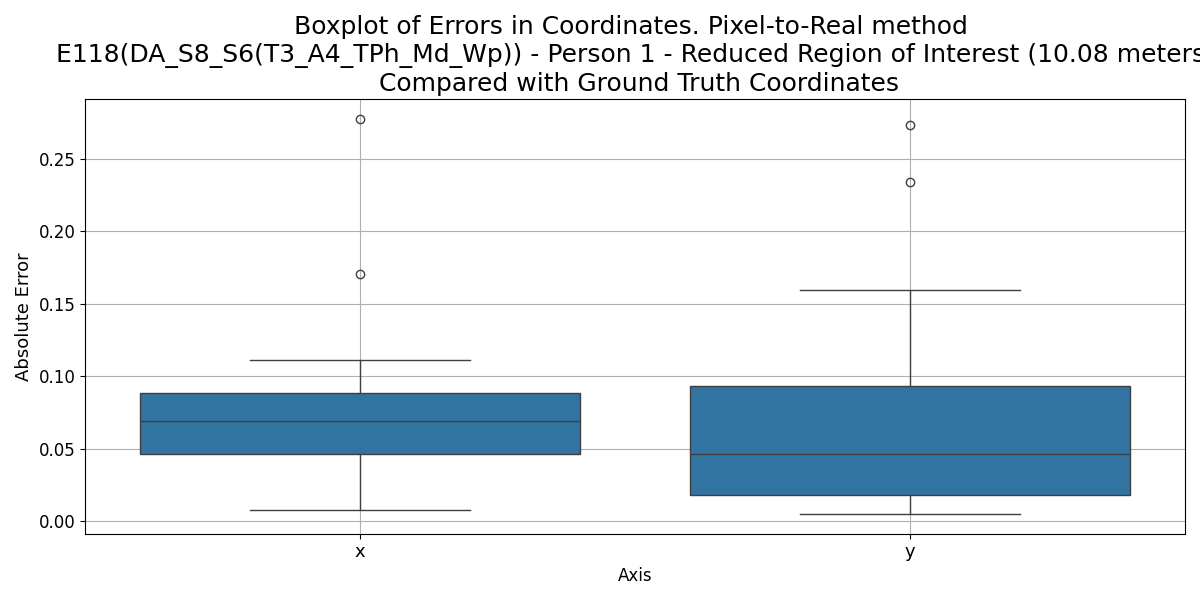 Boxplot of Errors in Coordinates. Pixel-to-Real method
E118(DA_S8_S6(T3_A4_TPh_Md_Wp)) - Person 1 - Reduced Region of Interest (10.08 meters
Compared with Ground Truth Coordinates
0.25
0.20
0.15
0.10
0.05
0.00
Absolute Error
x
y
Axis